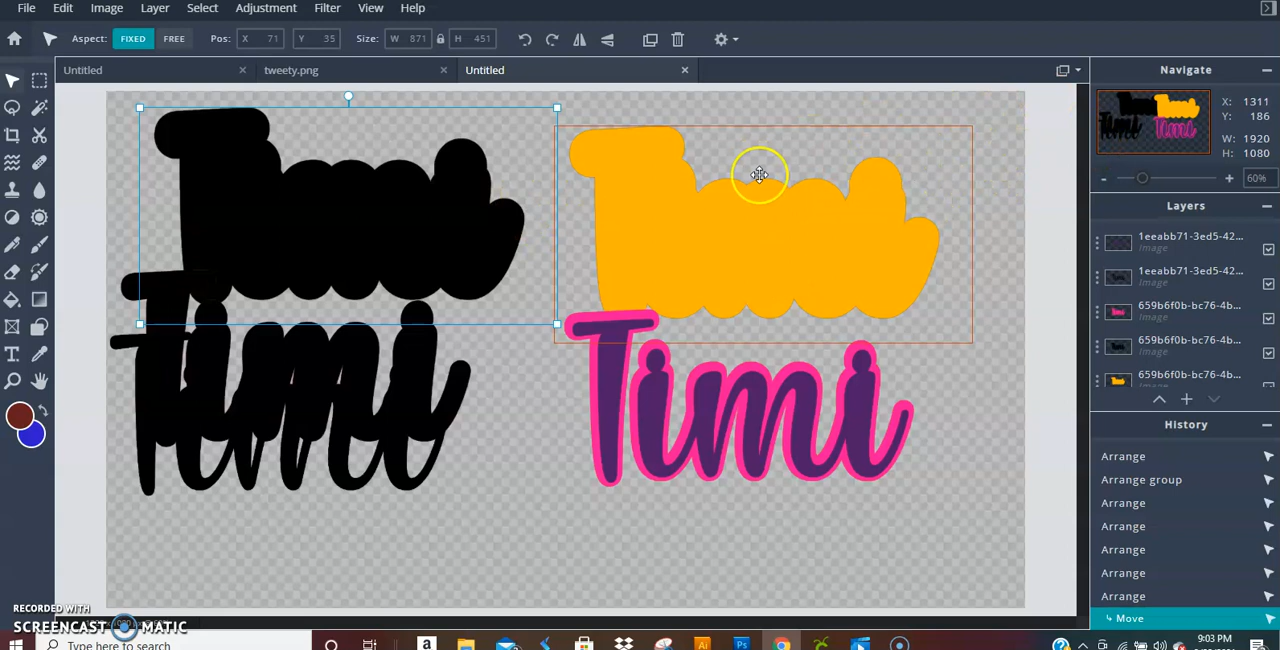 File Edit Image Layer Select Adjustment Filter View Help
Aspect: FIXED FREE Pos: X 71 Y 35 Size: W 871 H 451
Untitled tweety.png Untitled
Navigate
X: 1311
Y: 186
W: 1920
H: 1080
- + 60%
Layers
1eeabb71-3ed5-42...
Image
1eeabb71-3ed5-42...
Image
659b6f0b-bc76-4b...
Image
659b6f0b-bc76-4b...
Image
659b6f0b-bc76-4b...
History
Arrange
Arrange group
Arrange
Arrange
Arrange
Arrange
Arrange
Move
Timi
Timi
RECORDED WITH
SCREENCAST MATIC
Type here to search
9:03 PM